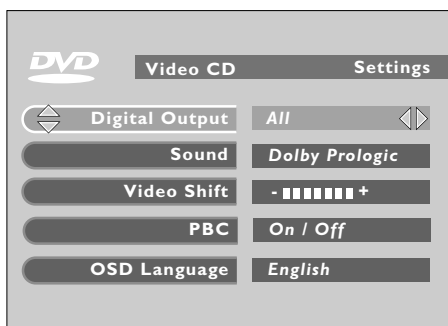 DVD
Video CD Settings
Digital Output All
Sound Dolby Prologic
Video Shift - +
PBC On / Off
OSD Language English